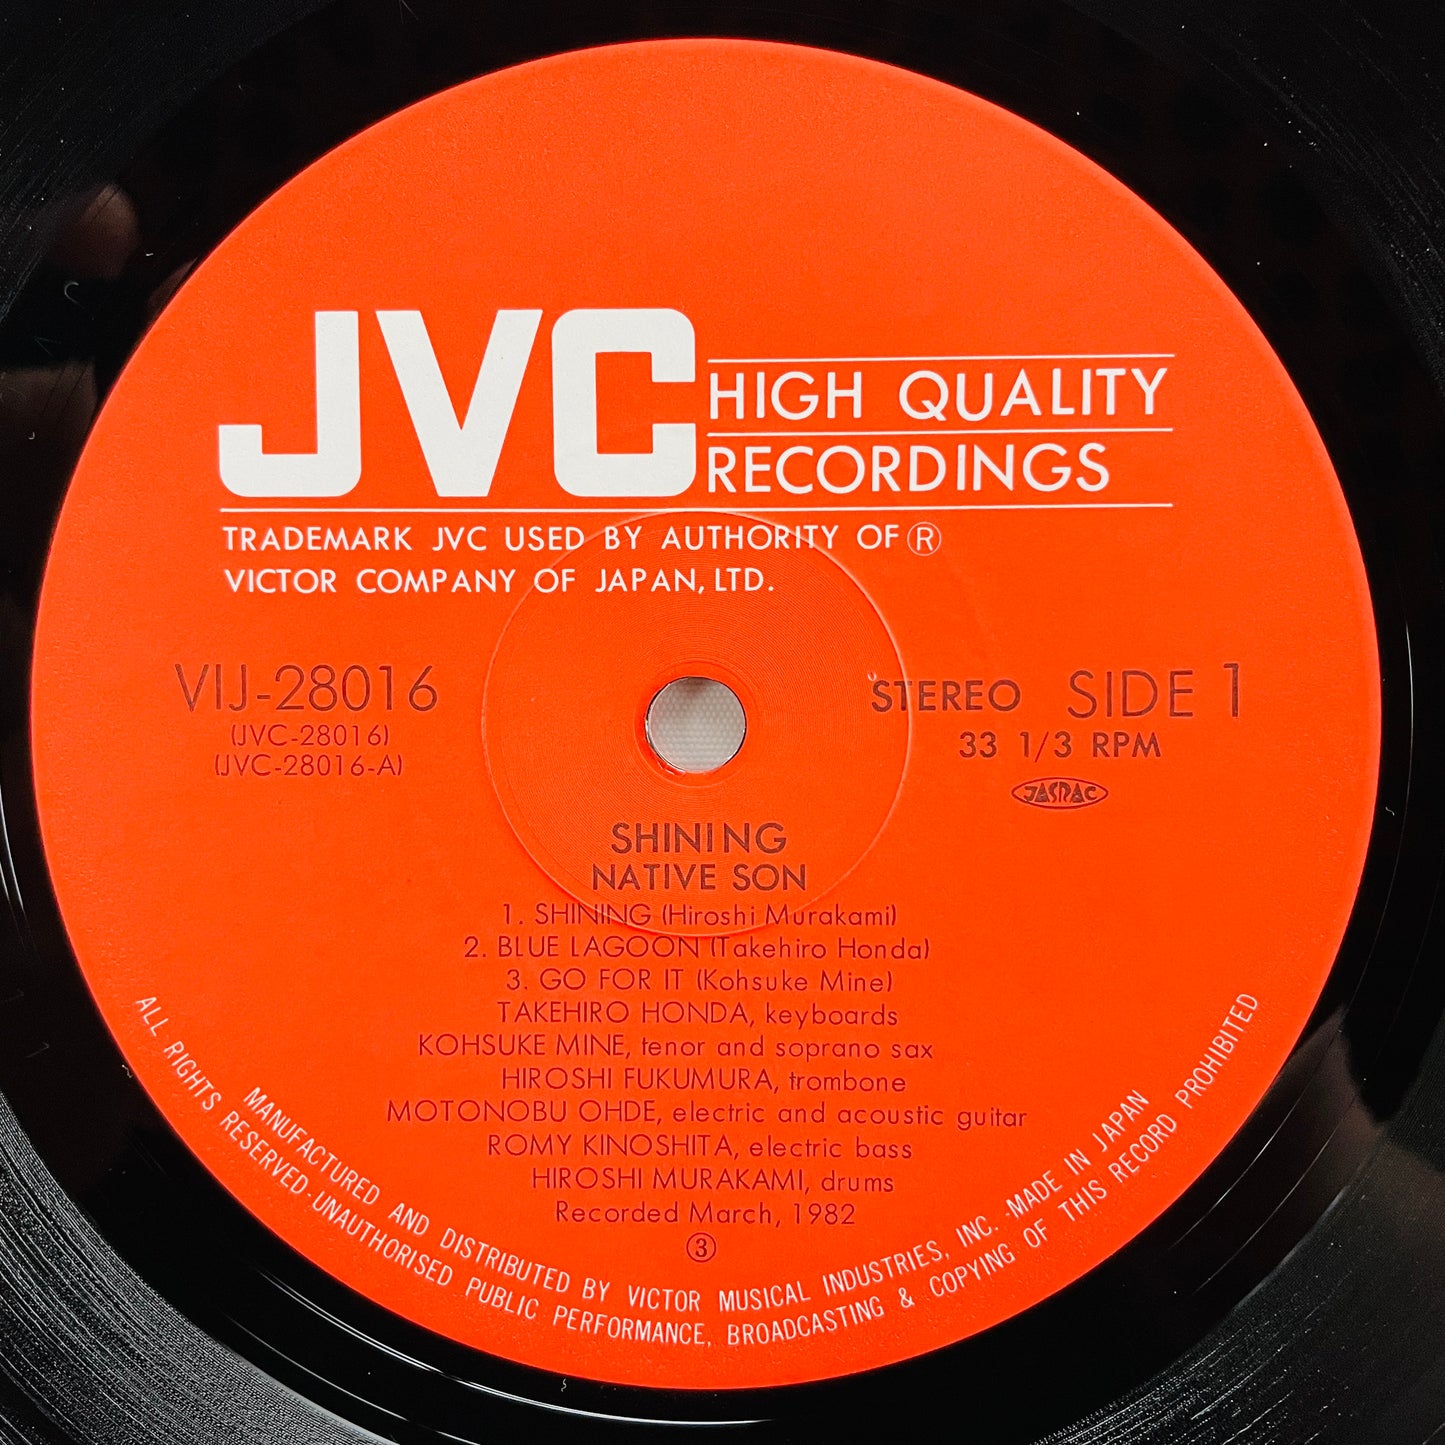 JVC HIGH QUALITY
RECORDINGS
TRADEMARK JVC USED BY AUTHORITY OF Ⓡ
VICTOR COMPANY OF JAPAN, LTD.
VIJ-28016
(JVC-28016)
(JVC-28016-A)
STEREO SIDE 1
33 1/3 RPM
JASRAC
SHINING
NATIVE SON
1. SHINING (Hiroshi Murakami)
2. BLUE LAGOON (Takehiro Honda)
3. GO FOR IT (Kohsuke Mine)
TAKEHIRO HONDA, keyboards
KOHSUKE MINE, tenor and soprano sax
HIROSHI FUKUMURA, trombone
MOTONOBU OHDE, electric and acoustic guitar
ROMY KINOSHITA, electric bass
HIROSHI MURAKAMI, drums
Recorded March, 1982
③
MANUFACTURED AND DISTRIBUTED BY VICTOR MUSICAL INDUSTRIES, INC. ·MADE IN JAPAN
ALL RIGHTS RESERVED·UNAUTHORISED PUBLIC PERFORMANCE, BROADCASTING & COPYING OF THIS RECORD PROHIBITED